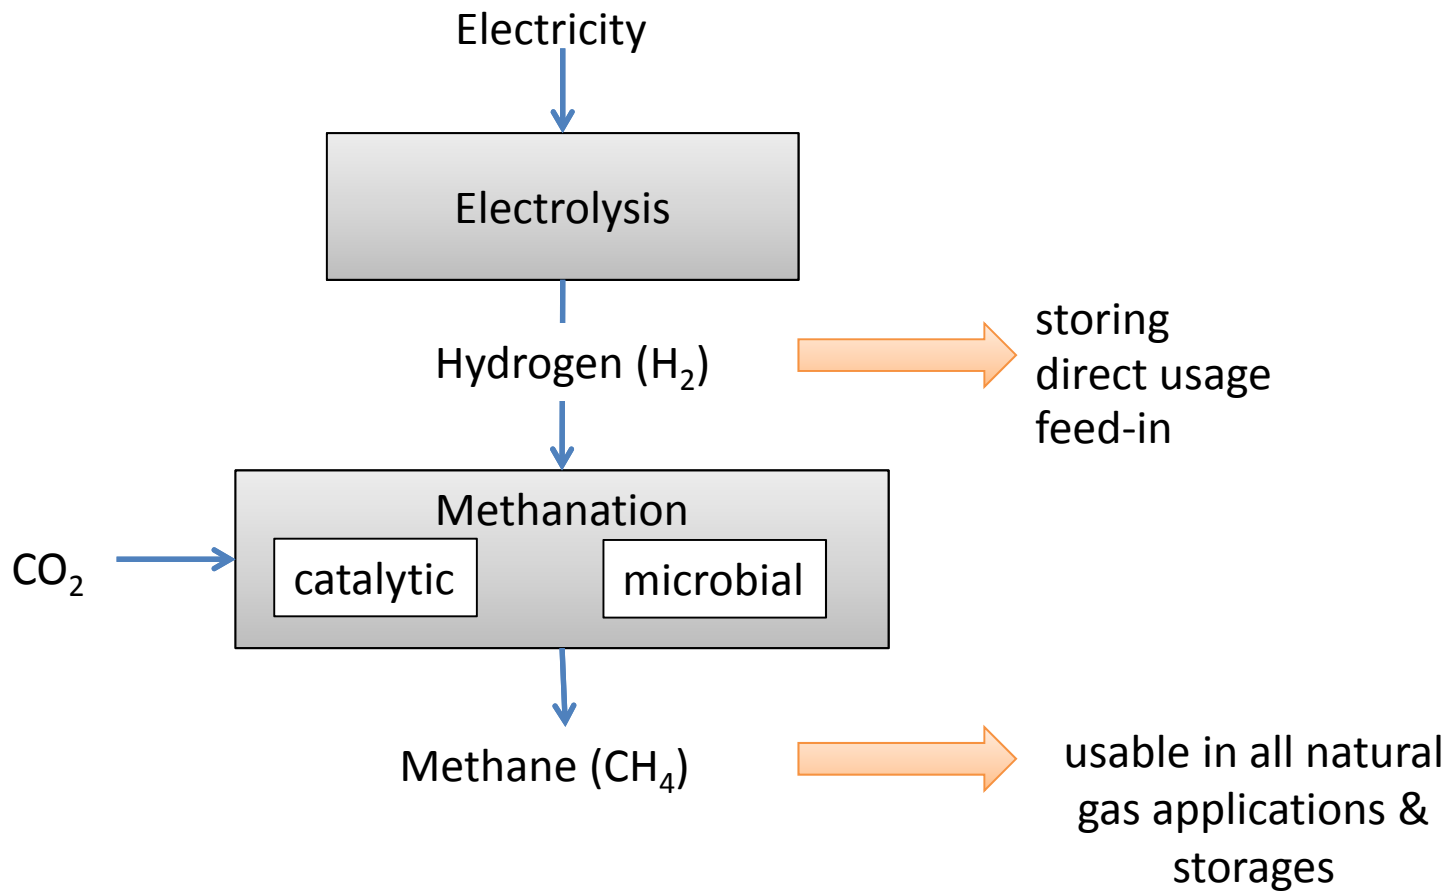 Electricity
Electrolysis
Hydrogen (H₂)
storing
direct usage
feed-in
Methanation
CO₂
catalytic
microbial
Methane (CH₄)
usable in all natural
gas applications &
storages